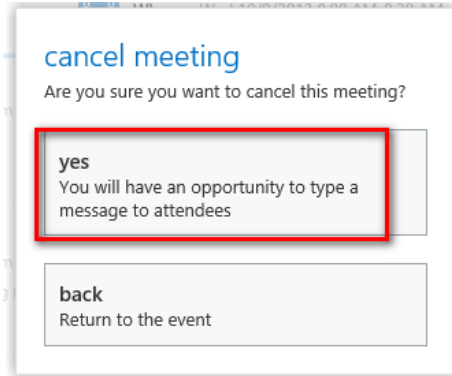 cancel meeting
Are you sure you want to cancel this meeting?
yes
You will have an opportunity to type a
message to attendees
back
Return to the event